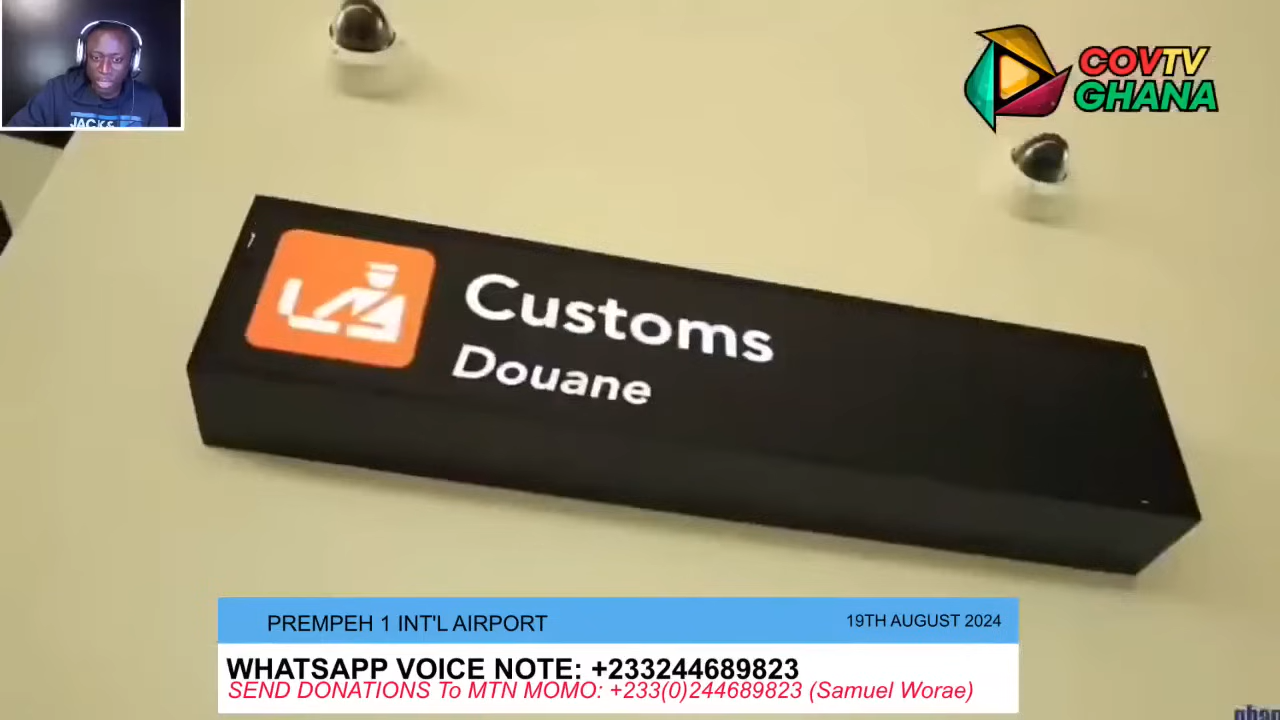 JACK &
COVTV
GHANA
Customs
Douane
PREMPEH 1 INT'L AIRPORT
19TH AUGUST 2024
WHATSAPP VOICE NOTE: +233244689823
SEND DONATIONS To MTN MOMO: +233(0)244689823 (Samuel Worae)